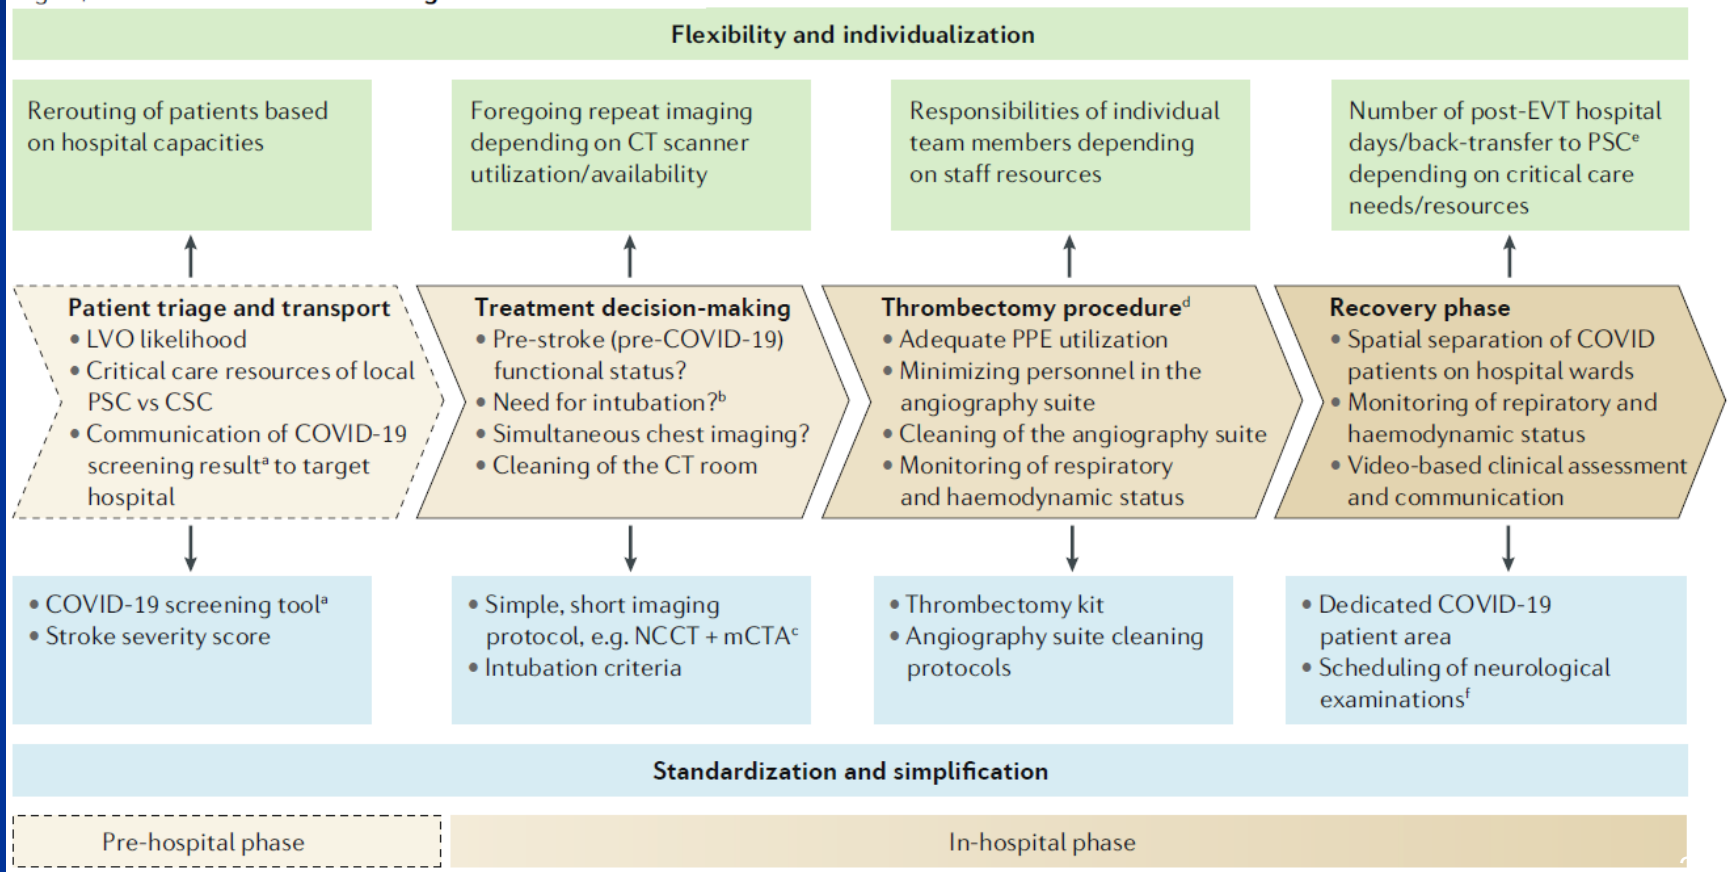 Flexibility and individualization
Rerouting of patients based
on hospital capacities
Foregoing repeat imaging
depending on CT scanner
utilization/availability
Responsibilities of individual
team members depending
on staff resources
Number of post-EVT hospital
days/back-transfer to PSCᵉ
depending on critical care
needs/resources
Patient triage and transport
• LVO likelihood
• Critical care resources of local
PSC vs CSC
• Communication of COVID-19
screening resultᵃ to target
hospital
Treatment decision-making
• Pre-stroke (pre-COVID-19)
functional status?
• Need for intubation?ᵇ
• Simultaneous chest imaging?
• Cleaning of the CT room
Thrombectomy procedureᵈ
• Adequate PPE utilization
• Minimizing personnel in the
angiography suite
• Cleaning of the angiography suite
• Monitoring of respiratory
and haemodynamic status
Recovery phase
• Spatial separation of COVID
patients on hospital wards
• Monitoring of repiratory and
haemodynamic status
• Video-based clinical assessment
and communication
• COVID-19 screening toolᵃ
• Stroke severity score
• Simple, short imaging
protocol, e.g. NCCT + mCTAᶜ
• Intubation criteria
• Thrombectomy kit
• Angiography suite cleaning
protocols
• Dedicated COVID-19
patient area
• Scheduling of neurological
examinationsᶠ
Standardization and simplification
Pre-hospital phase
In-hospital phase